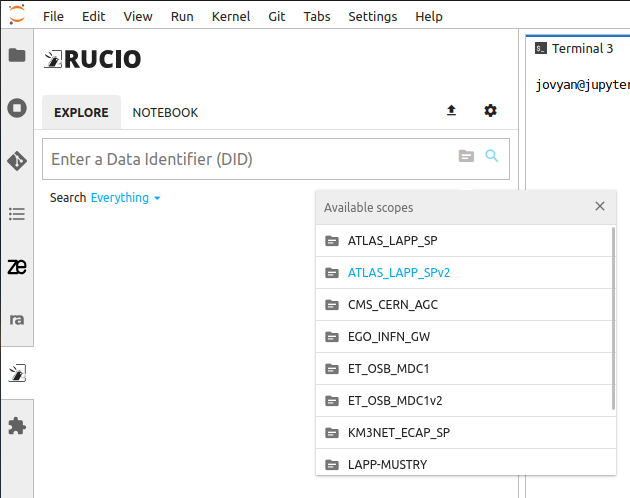 File Edit View Run Kernel Git Tabs Settings Help
RUCIO
Terminal 3
jovyan@jupyter
EXPLORE NOTEBOOK
Enter a Data Identifier (DID)
Search Everything
Available scopes
ATLAS_LAPP_SP
ATLAS_LAPP_SPv2
CMS_CERN_AGC
EGO_INFN_GW
ET_OSB_MDC1
ET_OSB_MDC1v2
KM3NET_ECAP_SP
LAPP-MUSTRY
ze
ra